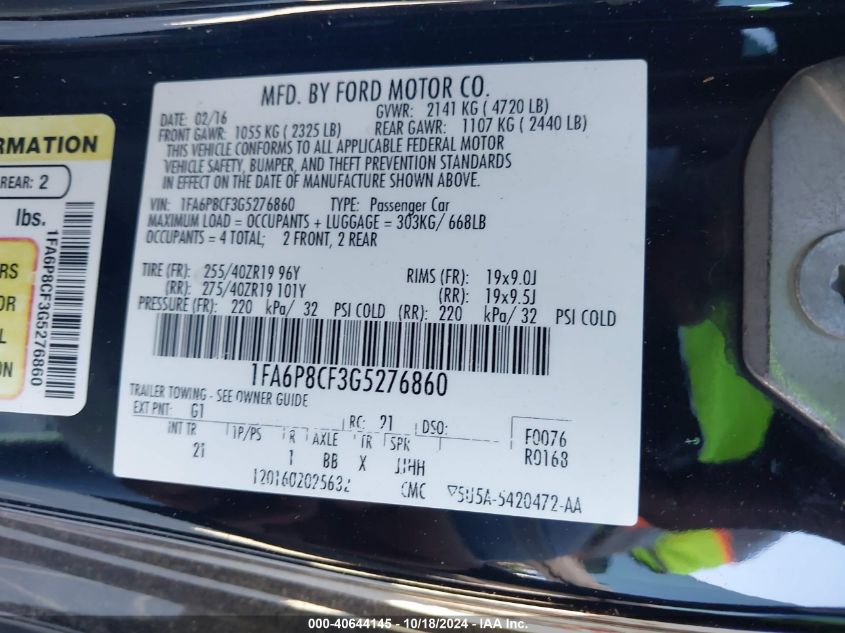 MFD. BY FORD MOTOR CO.
DATE: 02/16 GVWR: 2141 KG ( 4720 LB)
FRONT GAWR: 1055 KG ( 2325 LB) REAR GAWR: 1107 KG ( 2440 LB)
THIS VEHICLE CONFORMS TO ALL APPLICABLE FEDERAL MOTOR
VEHICLE SAFETY, BUMPER, AND THEFT PREVENTION STANDARDS
IN EFFECT ON THE DATE OF MANUFACTURE SHOWN ABOVE.
VIN: 1FA6P8CF3G5276860 TYPE: Passenger Car
MAXIMUM LOAD = OCCUPANTS + LUGGAGE = 303KG/ 668LB
OCCUPANTS = 4 TOTAL; 2 FRONT, 2 REAR
TIRE (FR): 255/40ZR19 96Y RIMS (FR): 19x9.0J
(RR): 275/40ZR19 101Y (RR): 19x9.5J
PRESSURE (FR): 220 kPa/ 32 PSI COLD (RR): 220 kPa/ 32 PSI COLD
1FA6P8CF3G5276860
TRAILER TOWING - SEE OWNER GUIDE
EXT PNT: G1 RC: 91 DSO: F0076
INT TR TP/PS R AXLE TR SPR R0168
21 1 BB X JJHH
CMC
ORMATION
REAR: 2
lbs.
1FA6P8CF3G5276860
RS
OR
L
ON
000-40644145 - 10/18/2024 - IAA Inc.